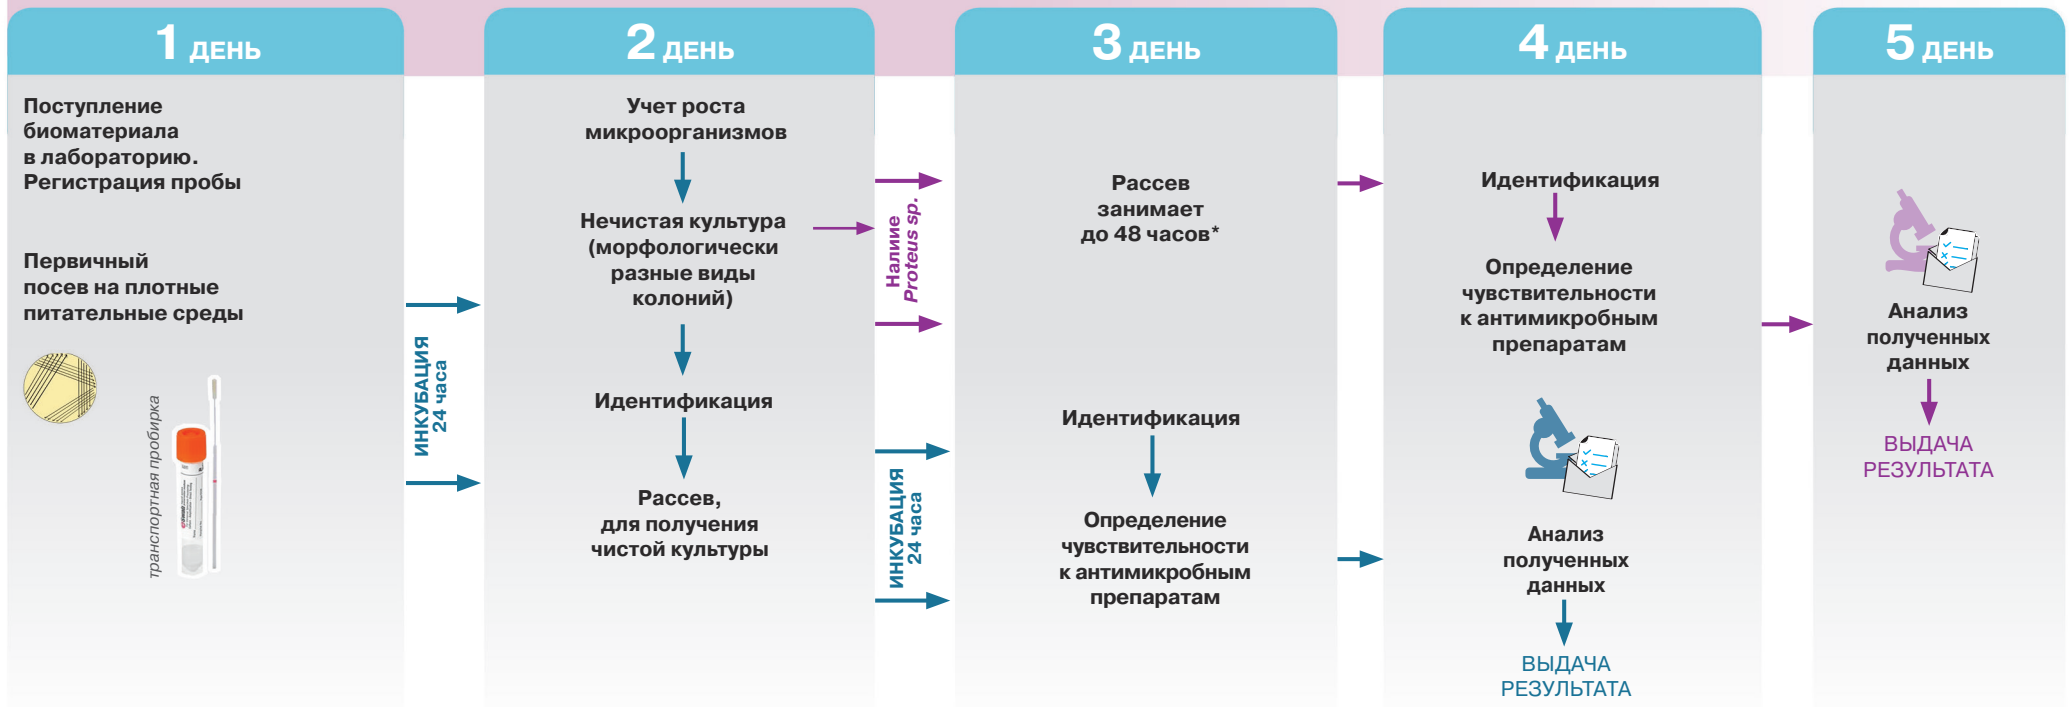 1 ДЕНЬ
Поступление
биоматериала
в лабораторию.
Регистрация пробы
Первичный
посев на плотные
питательные среды
транспортная пробирка
ИНКУБАЦИЯ
24 часа
2 ДЕНЬ
Учет роста
микроорганизмов
Нечистая культура
(морфологически
разные виды
колоний)
Идентификация
Рассев,
для получения
чистой культуры
Налиие
Proteus sp.
ИНКУБАЦИЯ
24 часа
3 ДЕНЬ
Рассев
занимает
до 48 часов*
Идентификация
Определение
чувствительности
к антимикробным
препаратам
4 ДЕНЬ
Идентификация
Определение
чувствительности
к антимикробным
препаратам
Анализ
полученных
данных
ВЫДАЧА
РЕЗУЛЬТАТА
5 ДЕНЬ
Анализ
полученных
данных
ВЫДАЧА
РЕЗУЛЬТАТА